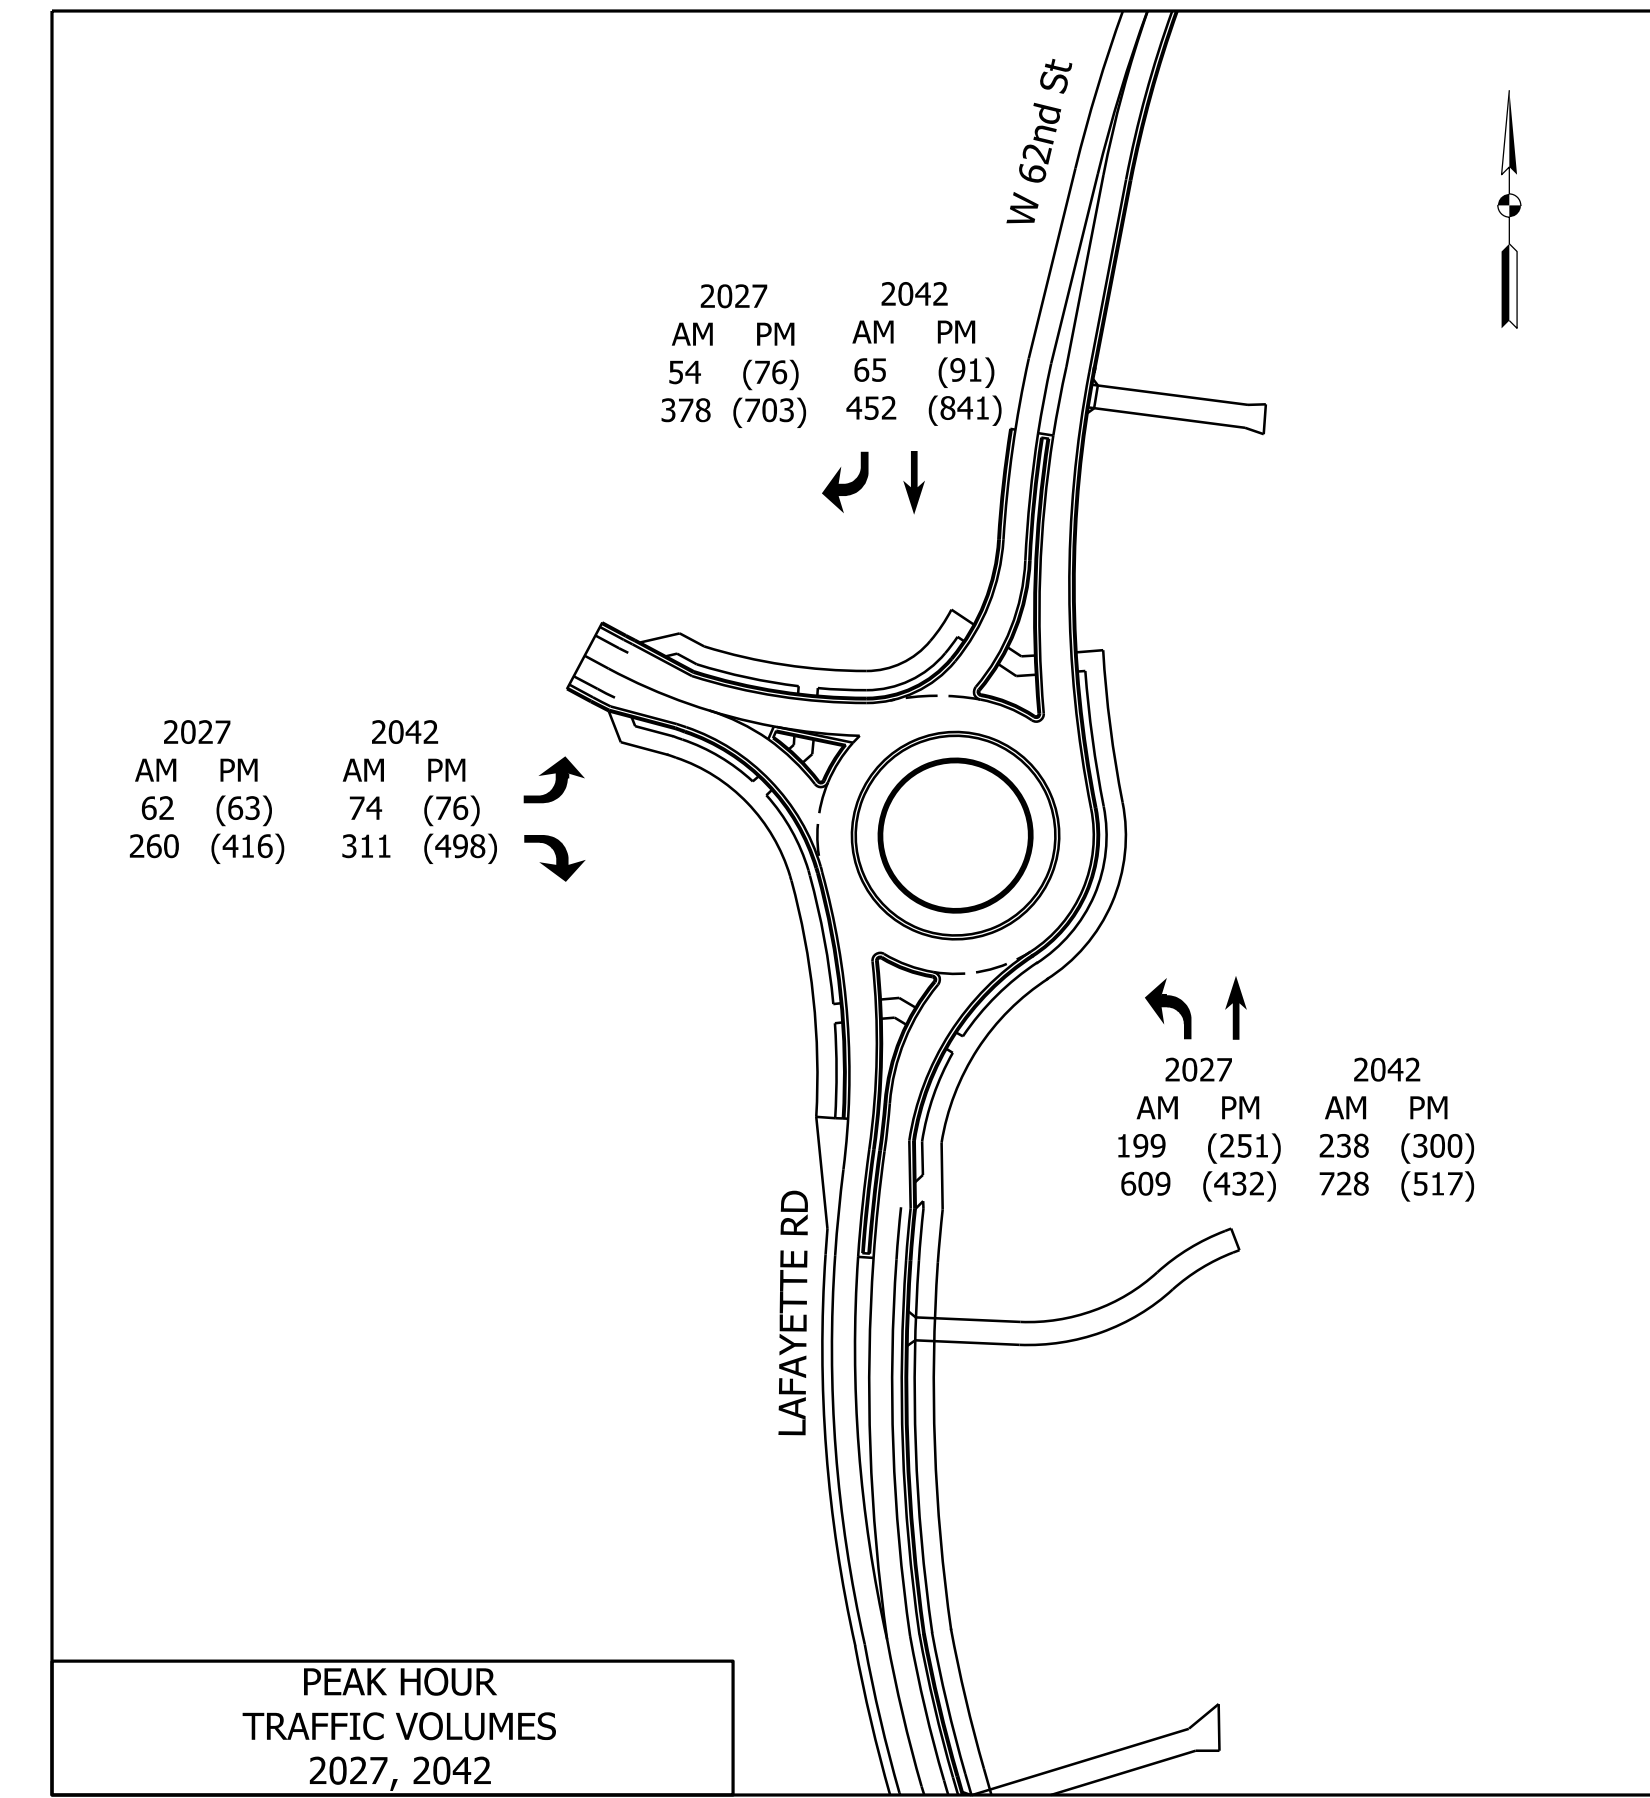 W 62nd St
2027 2042
AM PM AM PM
54 (76) 65 (91)
378 (703) 452 (841)
2027 2042
AM PM AM PM
62 (63) 74 (76)
260 (416) 311 (498)
2027 2042
AM PM AM PM
199 (251) 238 (300)
609 (432) 728 (517)
LAFAYETTE RD
PEAK HOUR
TRAFFIC VOLUMES
2027, 2042